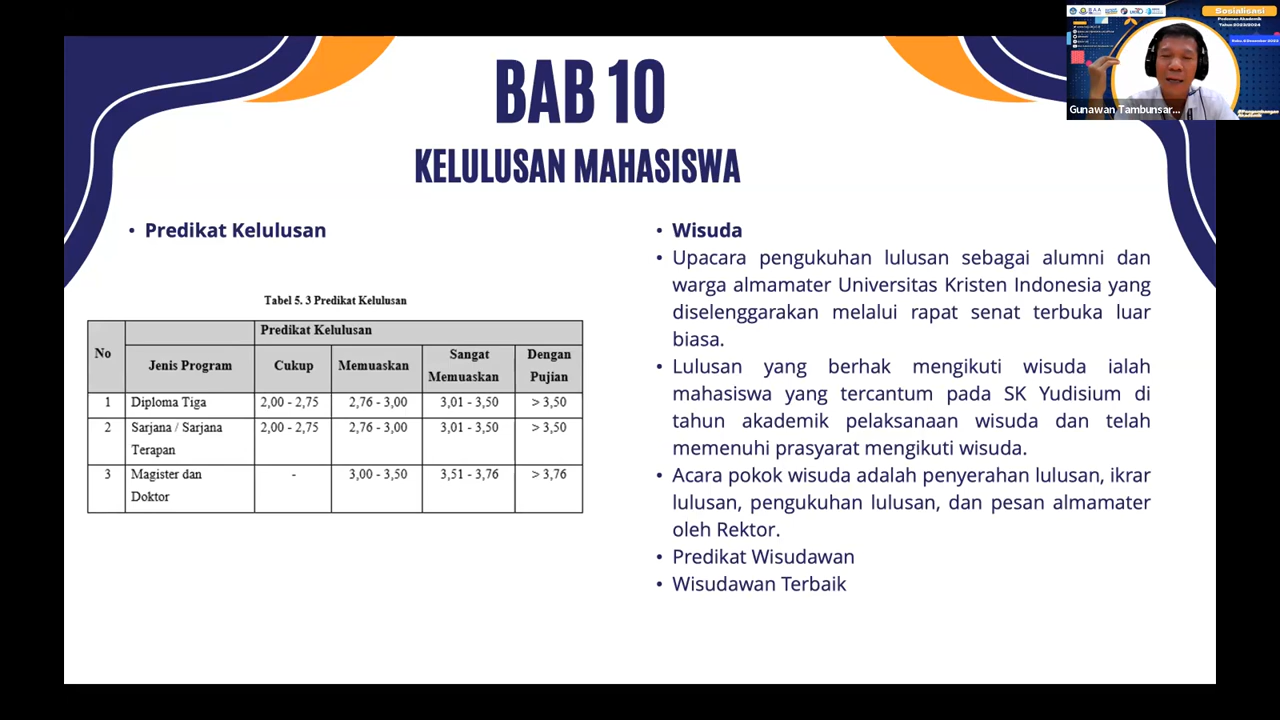 Sosialisasi
Pedoman Akademik
Tahun 2023/2024
Gunawan Tambunsar...
BAB 10
KELULUSAN MAHASISWA
• Predikat Kelulusan
Tabel 5. 3 Predikat Kelulusan
No | Jenis Program | Predikat Kelulusan
Cukup | Memuaskan | Sangat Memuaskan | Dengan Pujian
1 | Diploma Tiga | 2,00 - 2,75 | 2,76 - 3,00 | 3,01 - 3,50 | > 3,50
2 | Sarjana / Sarjana Terapan | 2,00 - 2,75 | 2,76 - 3,00 | 3,01 - 3,50 | > 3,50
3 | Magister dan Doktor | - | 3,00 - 3,50 | 3,51 - 3,76 | > 3,76
• Wisuda
• Upacara pengukuhan lulusan sebagai alumni dan
warga almamater Universitas Kristen Indonesia yang
diselenggarakan melalui rapat senat terbuka luar
biasa.
• Lulusan yang berhak mengikuti wisuda ialah
mahasiswa yang tercantum pada SK Yudisium di
tahun akademik pelaksanaan wisuda dan telah
memenuhi prasyarat mengikuti wisuda.
• Acara pokok wisuda adalah penyerahan lulusan, ikrar
lulusan, pengukuhan lulusan, dan pesan almamater
oleh Rektor.
• Predikat Wisudawan
• Wisudawan Terbaik